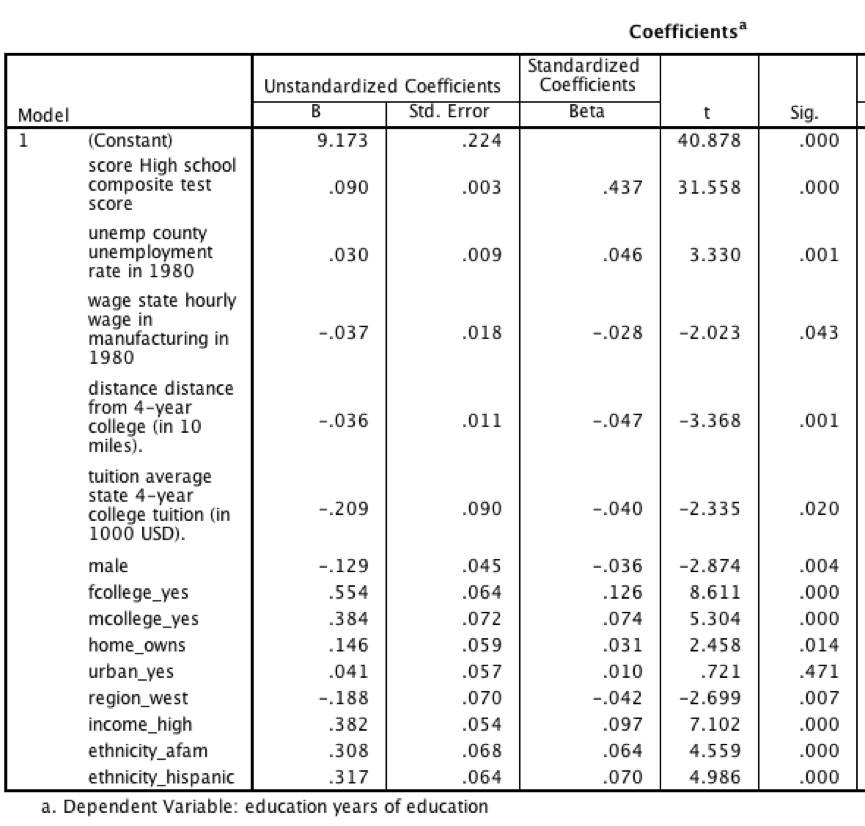 Coefficientsa
Unstandardized Coefficients Standardized Coefficients
Model B Std. Error Beta t Sig.
1 (Constant) 9.173 .224 40.878 .000
score High school composite test score .090 .003 .437 31.558 .000
unemp county unemployment rate in 1980 .030 .009 .046 3.330 .001
wage state hourly wage in manufacturing in 1980 -.037 .018 -.028 -2.023 .043
distance distance from 4-year college (in 10 miles). -.036 .011 -.047 -3.368 .001
tuition average state 4-year college tuition (in 1000 USD). -.209 .090 -.040 -2.335 .020
male -.129 .045 -.036 -2.874 .004
fcollege_yes .554 .064 .126 8.611 .000
mcollege_yes .384 .072 .074 5.304 .000
home_owns .146 .059 .031 2.458 .014
urban_yes .041 .057 .010 .721 .471
region_west -.188 .070 -.042 -2.699 .007
income_high .382 .054 .097 7.102 .000
ethnicity_afam .308 .068 .064 4.559 .000
ethnicity_hispanic .317 .064 .070 4.986 .000
a. Dependent Variable: education years of education